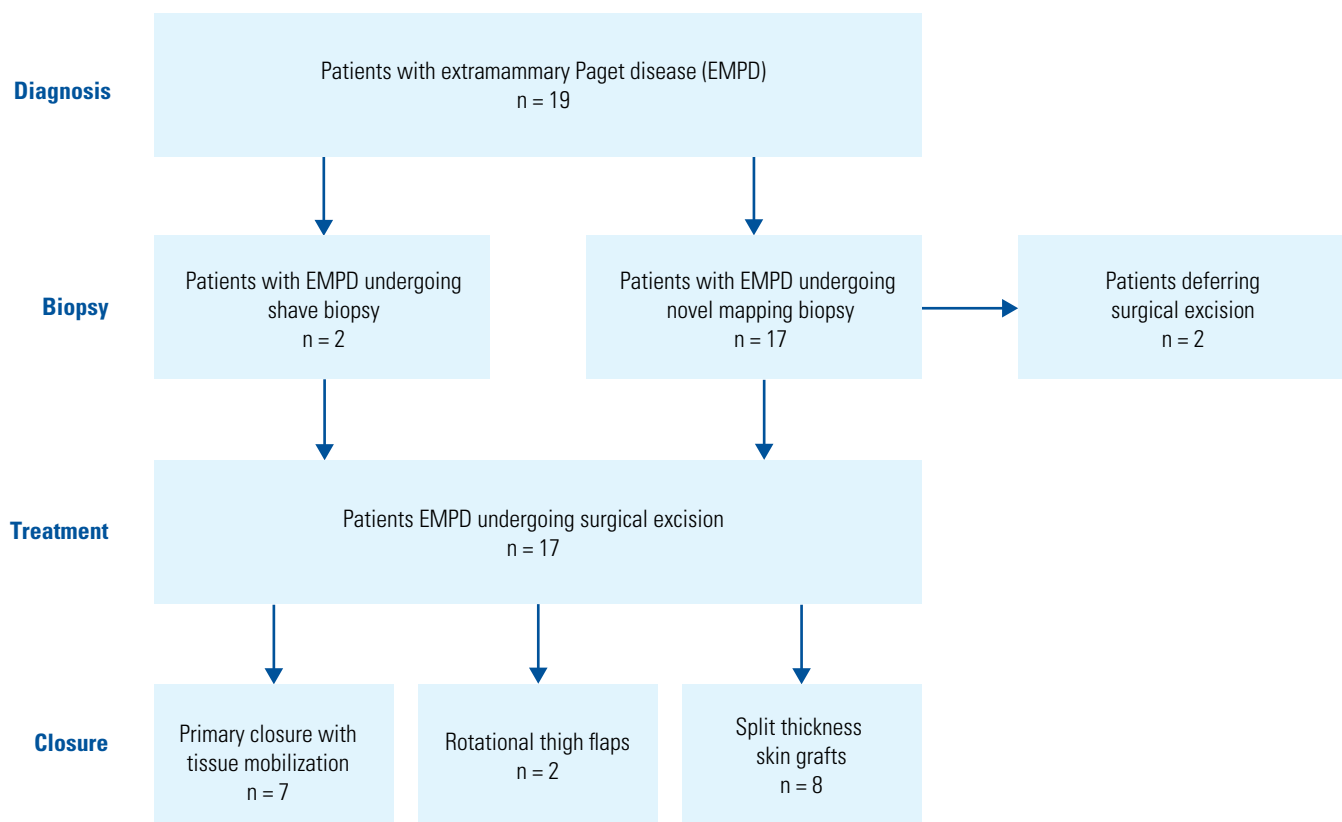 Diagnosis
Patients with extramammary Paget disease (EMPD)
n = 19
Biopsy
Patients with EMPD undergoing
shave biopsy
n = 2
Patients with EMPD undergoing
novel mapping biopsy
n = 17
Patients deferring
surgical excision
n = 2
Treatment
Patients EMPD undergoing surgical excision
n = 17
Closure
Primary closure with
tissue mobilization
n = 7
Rotational thigh flaps
n = 2
Split thickness
skin grafts
n = 8